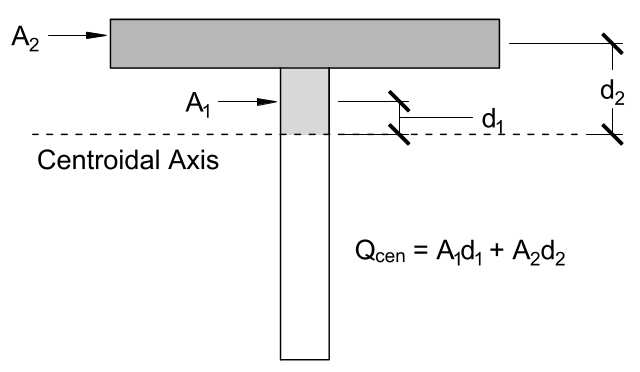 A₂
A₁
d₂
d₁
Centroidal Axis
Qcen = A₁d₁ + A₂d₂